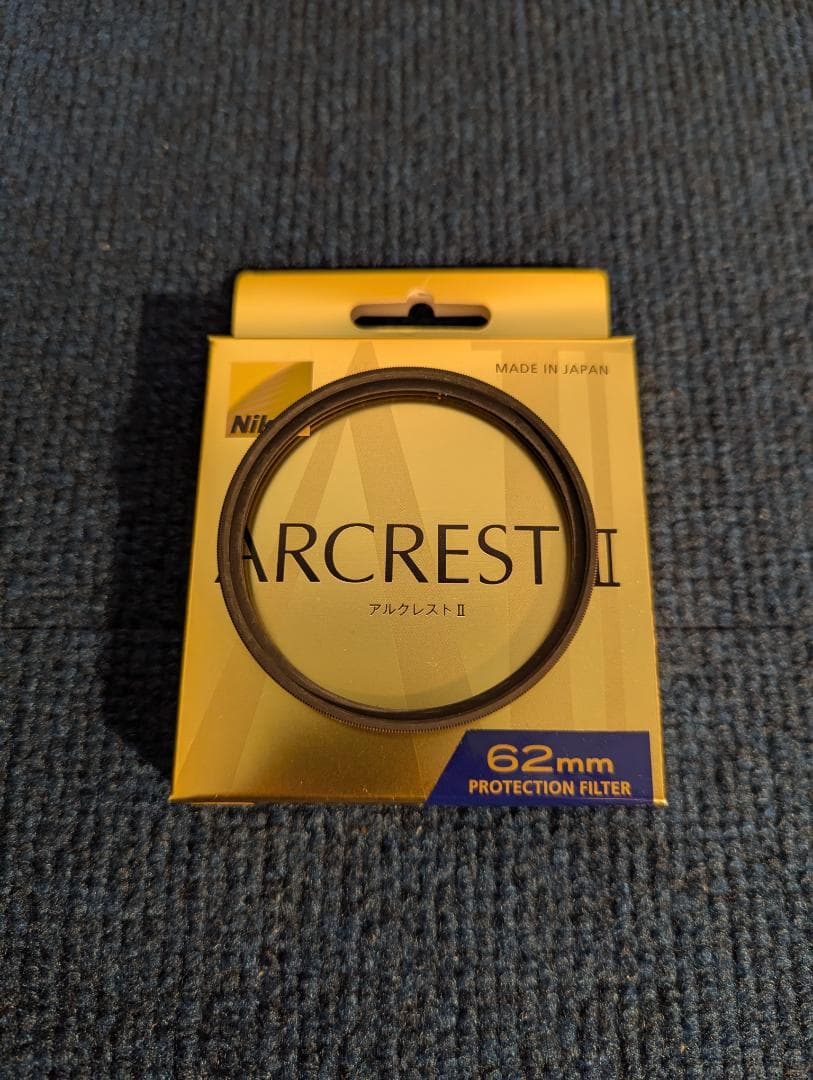 MADE IN JAPAN
ARCREST II
アルクレストⅡ
62mm
PROTECTION FILTER